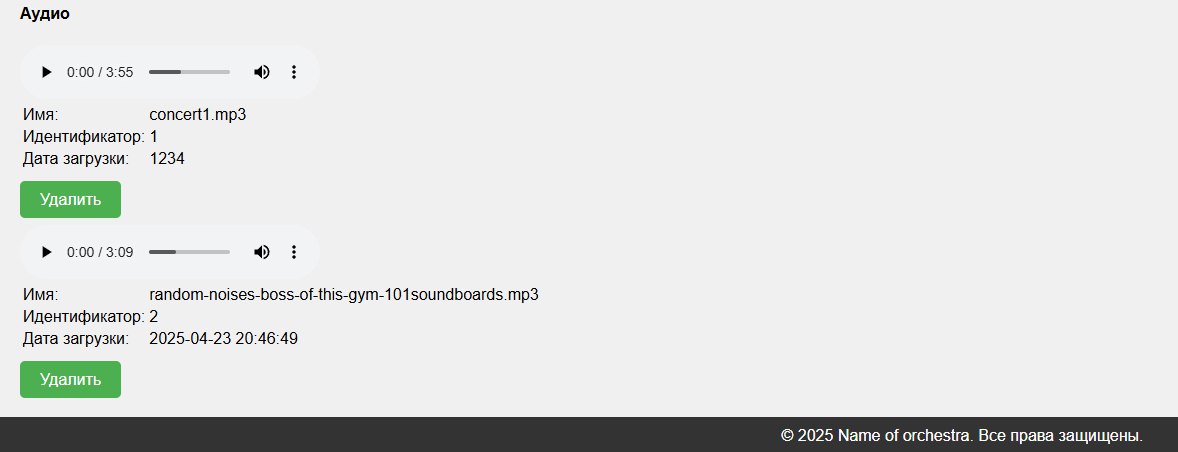 Аудио
0:00 / 3:55
Имя: concert1.mp3
Идентификатор: 1
Дата загрузки: 1234
Удалить
0:00 / 3:09
Имя: random-noises-boss-of-this-gym-101soundboards.mp3
Идентификатор: 2
Дата загрузки: 2025-04-23 20:46:49
Удалить
© 2025 Name of orchestra. Все права защищены.